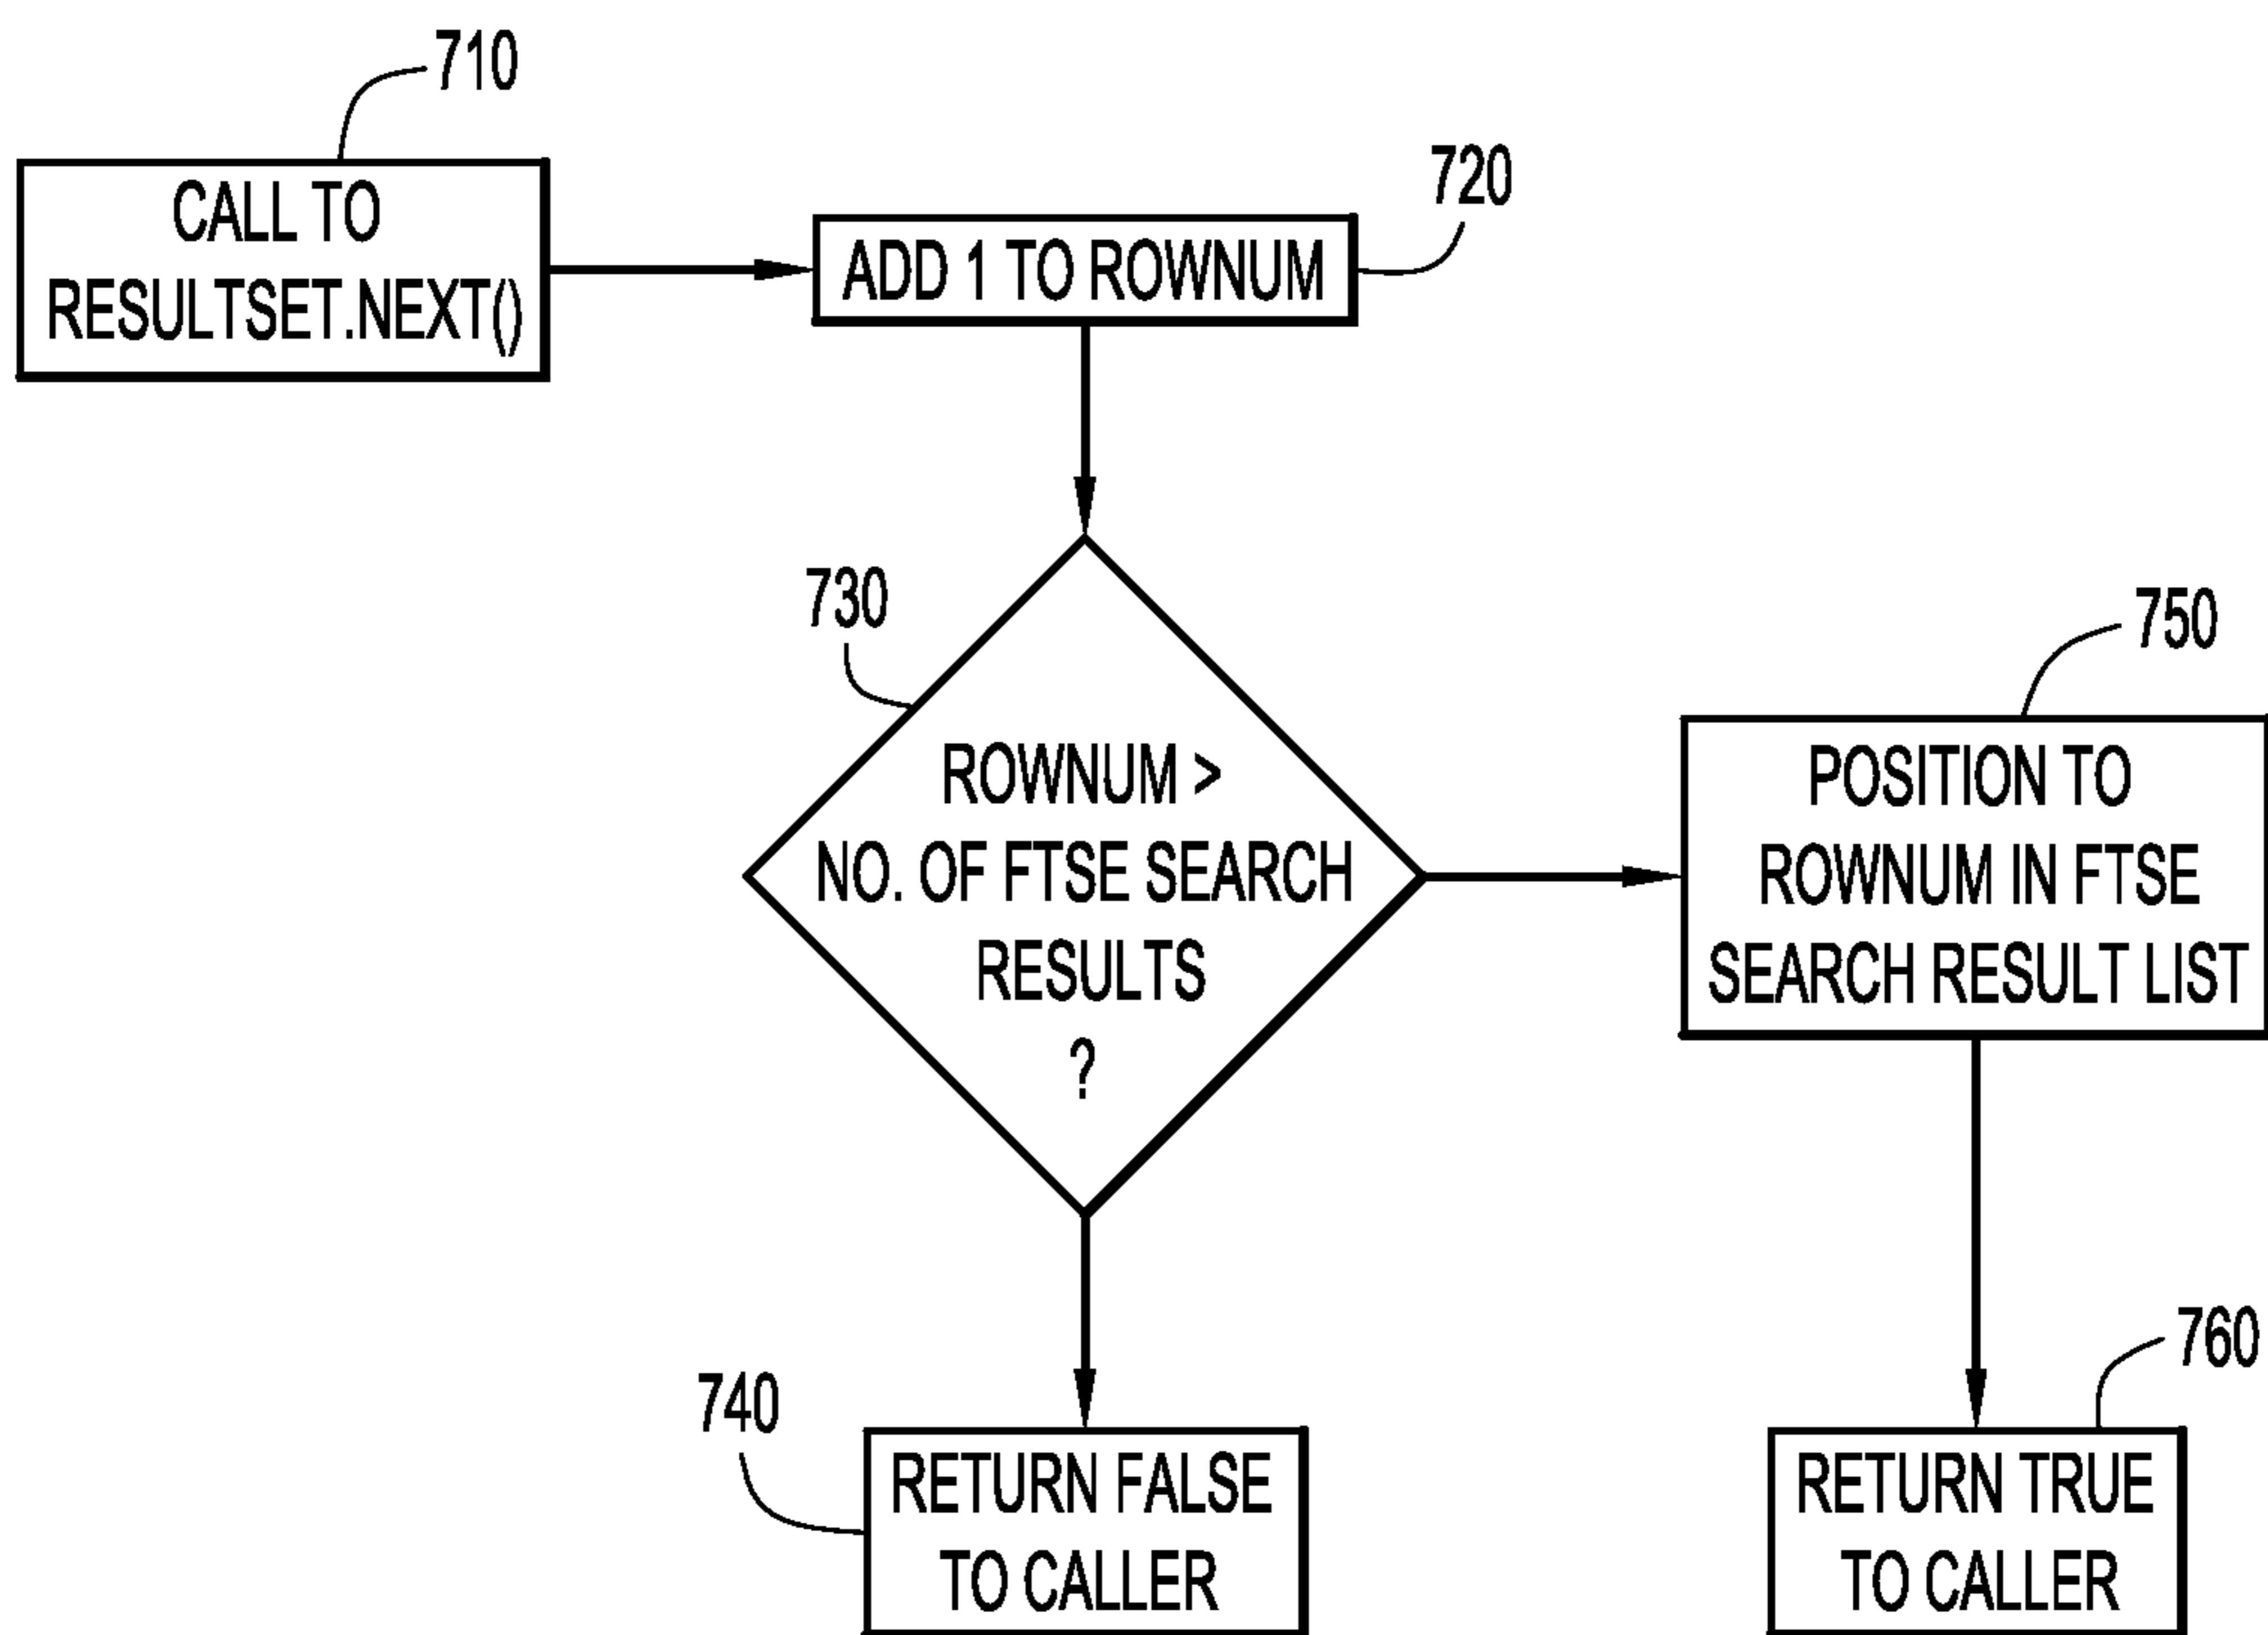 710
CALL TO
RESULTSET.NEXT()
720
ADD 1 TO ROWNUM
730
ROWNUM >
NO. OF FTSE SEARCH
RESULTS
?
750
POSITION TO
ROWNUM IN FTSE
SEARCH RESULT LIST
740
RETURN FALSE
TO CALLER
760
RETURN TRUE
TO CALLER